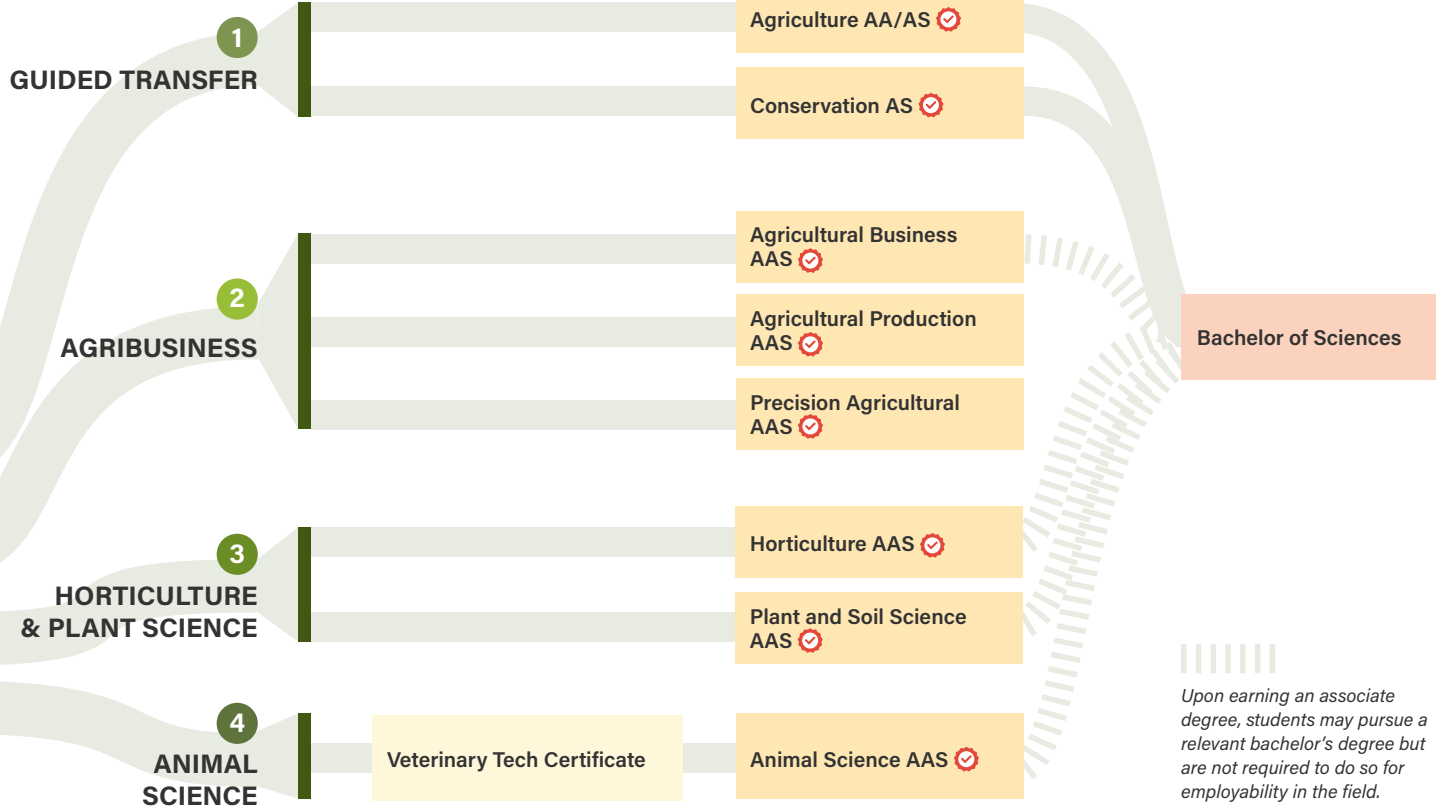 1
GUIDED TRANSFER
Agriculture AA/AS
Conservation AS
2
AGRIBUSINESS
Agricultural Business
AAS
Agricultural Production
AAS
Precision Agricultural
AAS
Bachelor of Sciences
3
HORTICULTURE
& PLANT SCIENCE
Horticulture AAS
Plant and Soil Science
AAS
4
ANIMAL
SCIENCE
Veterinary Tech Certificate
Animal Science AAS
Upon earning an associate
degree, students may pursue a
relevant bachelor’s degree but
are not required to do so for
employability in the field.